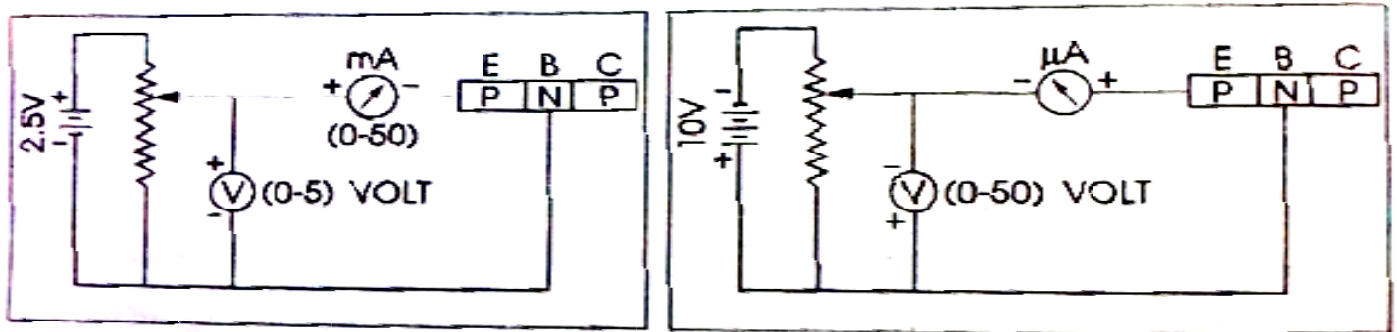 mA
E B C
+ -
P N P
(0-50)
2.5V
+
-
+
V (0-5) VOLT
-
μA
E B C
- +
P N P
10V
-
+
-
V (0-50) VOLT
+